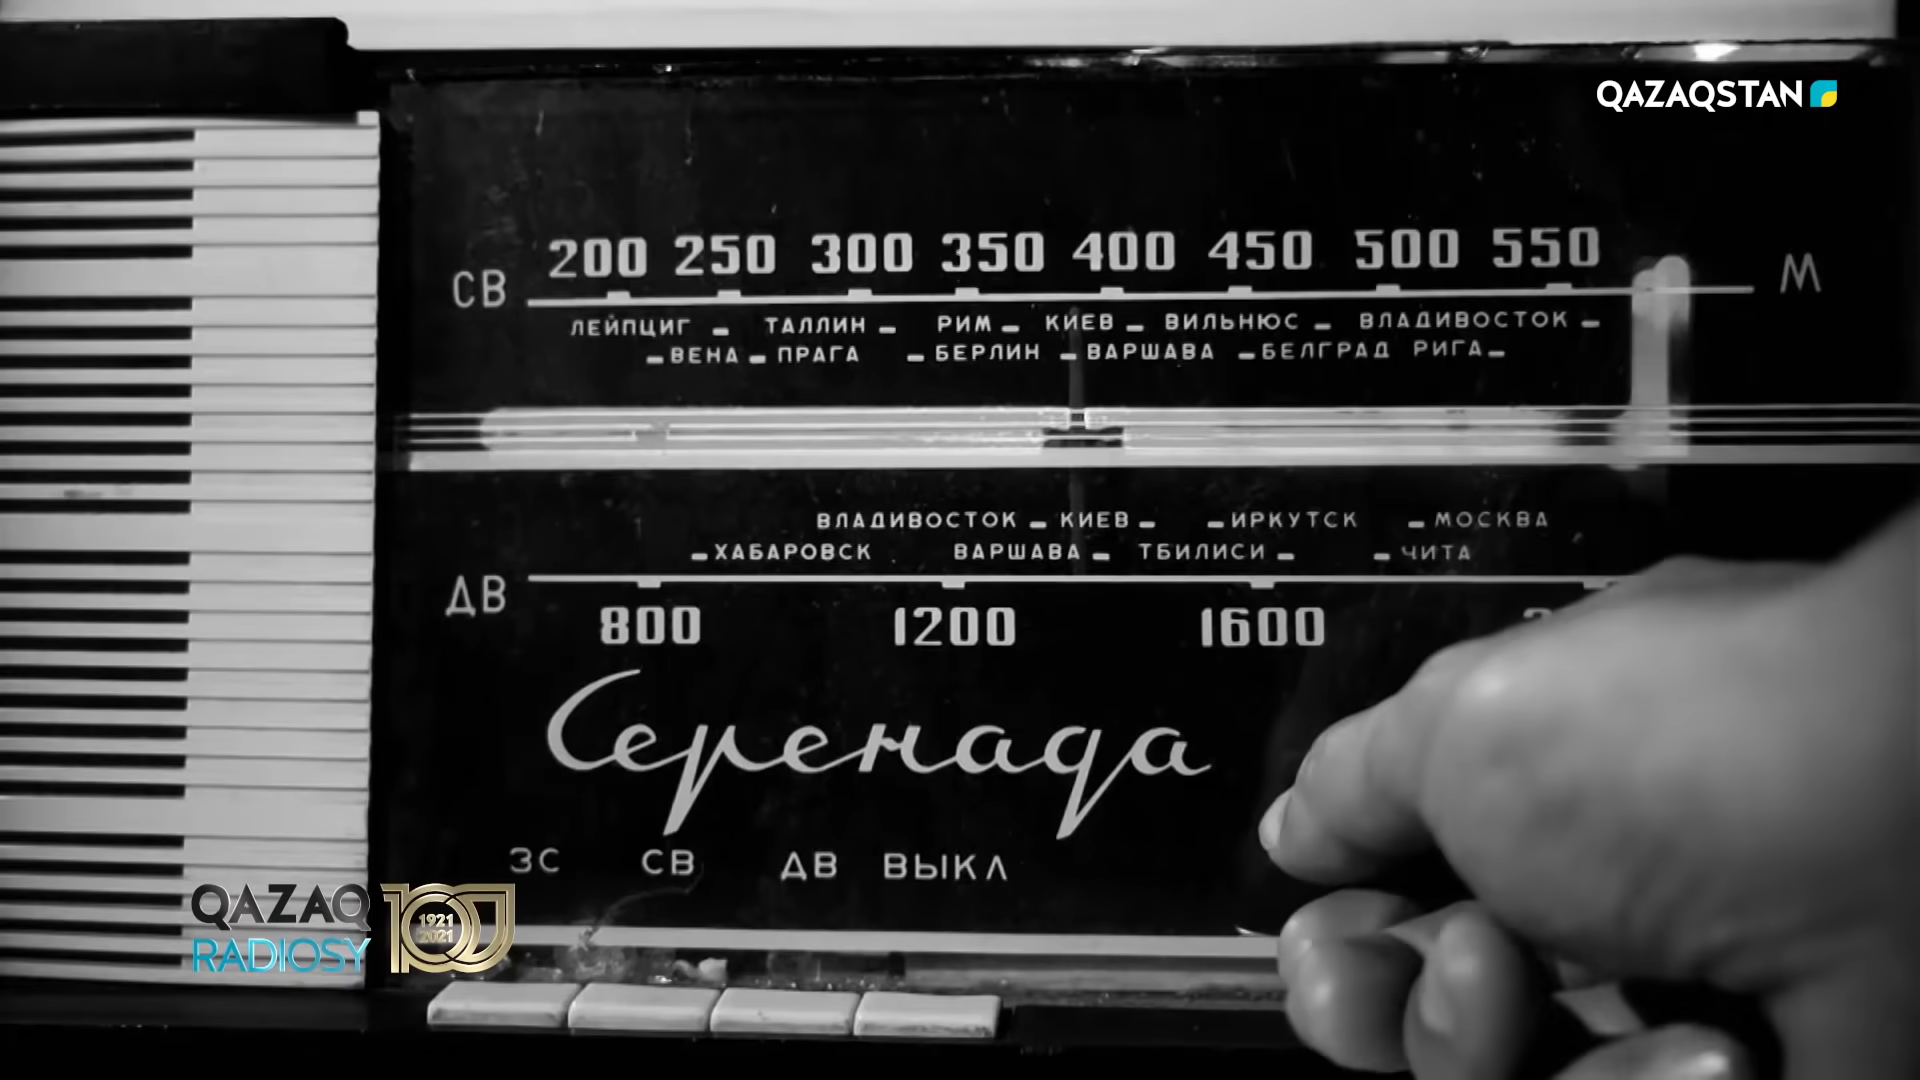 QAZAQSTAN
200 250 300 350 400 450 500 550
СВ М
ЛЕЙПЦИГ ТАЛЛИН РИМ КИЕВ ВИЛЬНЮС ВЛАДИВОСТОК
ВЕНА ПРАГА БЕРЛИН ВАРШАВА БЕЛГРАД РИГА
ВЛАДИВОСТОК КИЕВ ИРКУТСК МОСКВА
ХАБАРОВСК ВАРШАВА ТБИЛИСИ ЧИТА
ДВ
800 1200 1600
Серенада
ЗС СВ ДВ ВЫКЛ
QAZAQ
RADIOSY
100
1921
2021